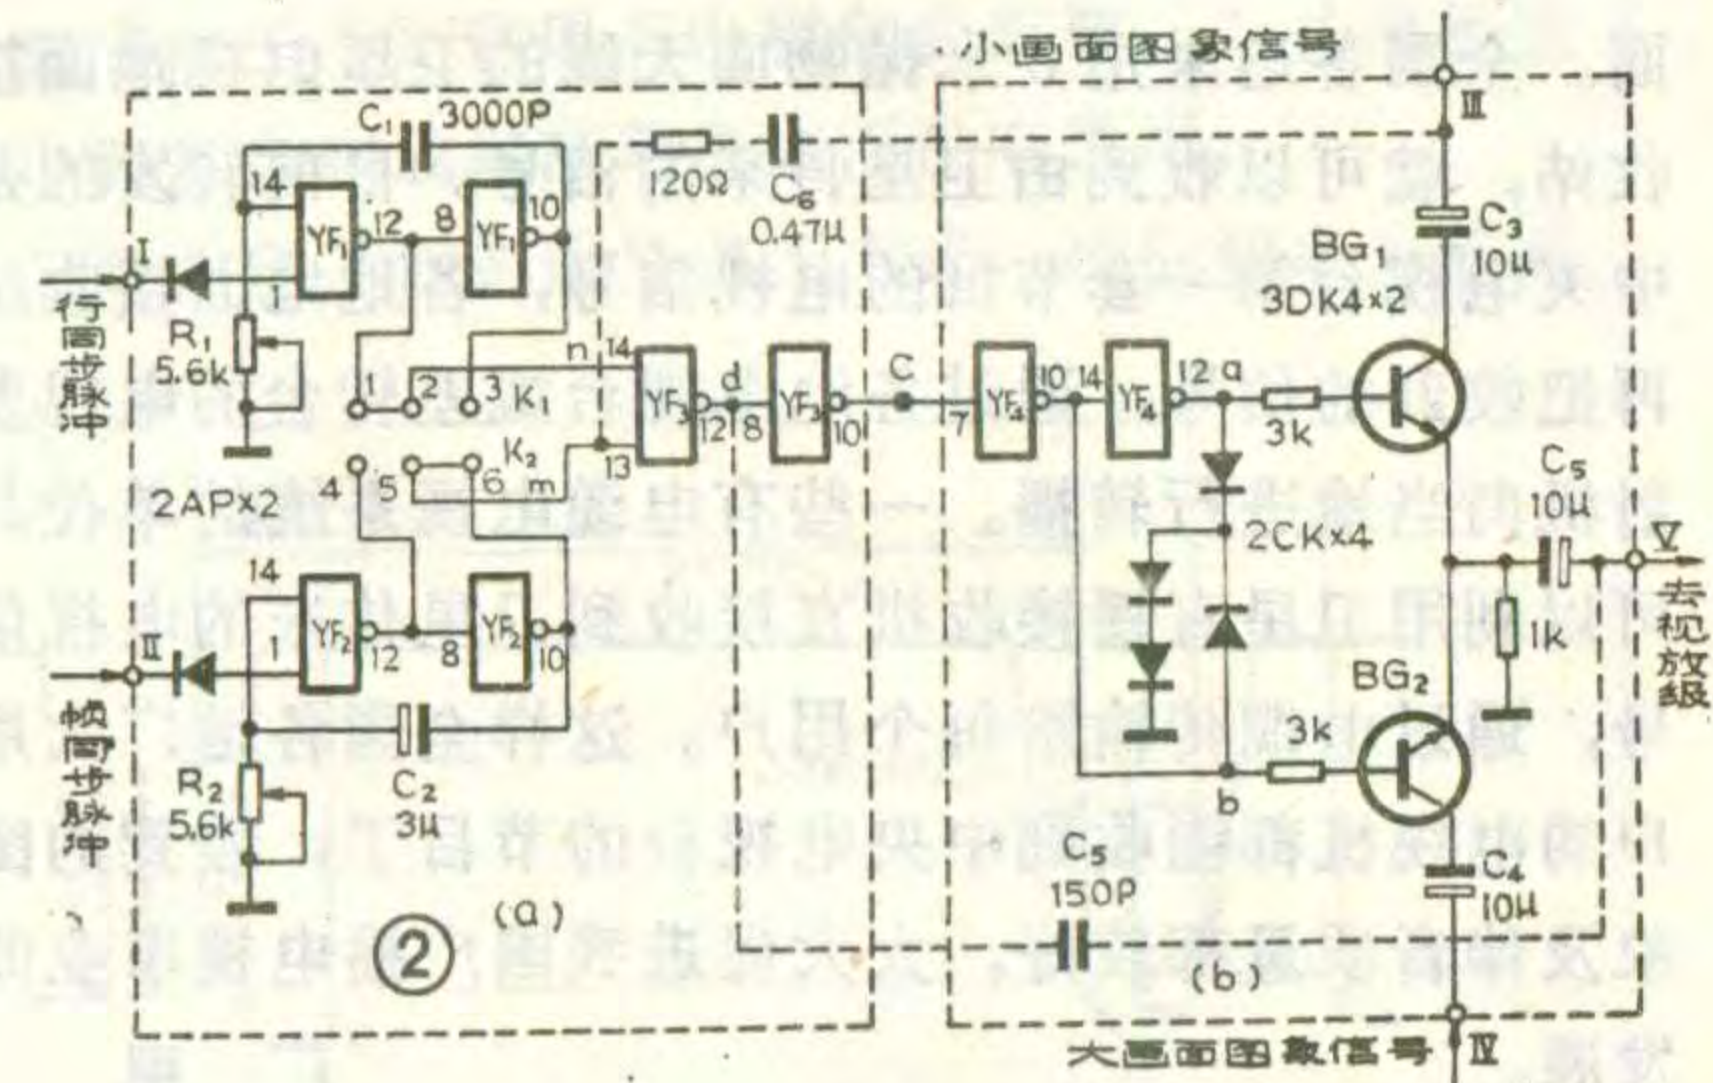 小画面图象信号
III
C₁ 3000P
14
YF₁
12
8
YF₁
10
I
1
行同步脉冲
R₁
5.6k
120Ω
C₆
0.47μ
C₃
10μ
BG₁
3DK4×2
1
2
3
K₁
n
14
YF₃
12
d
8
YF₃
10
C
7
YF₄
10
14
YF₄
12
a
3k
4
5
6
K₂
m
13
2AP×2
2CK×4
C₅
10μ
V
去视放级
1k
14
YF₂
12
8
YF₂
10
II
1
帧同步脉冲
R₂
5.6k
C₂
3μ
BG₂
3k
b
C₅
150P
C₄
10μ
(a)
②
(b)
大画面图象信号
IV